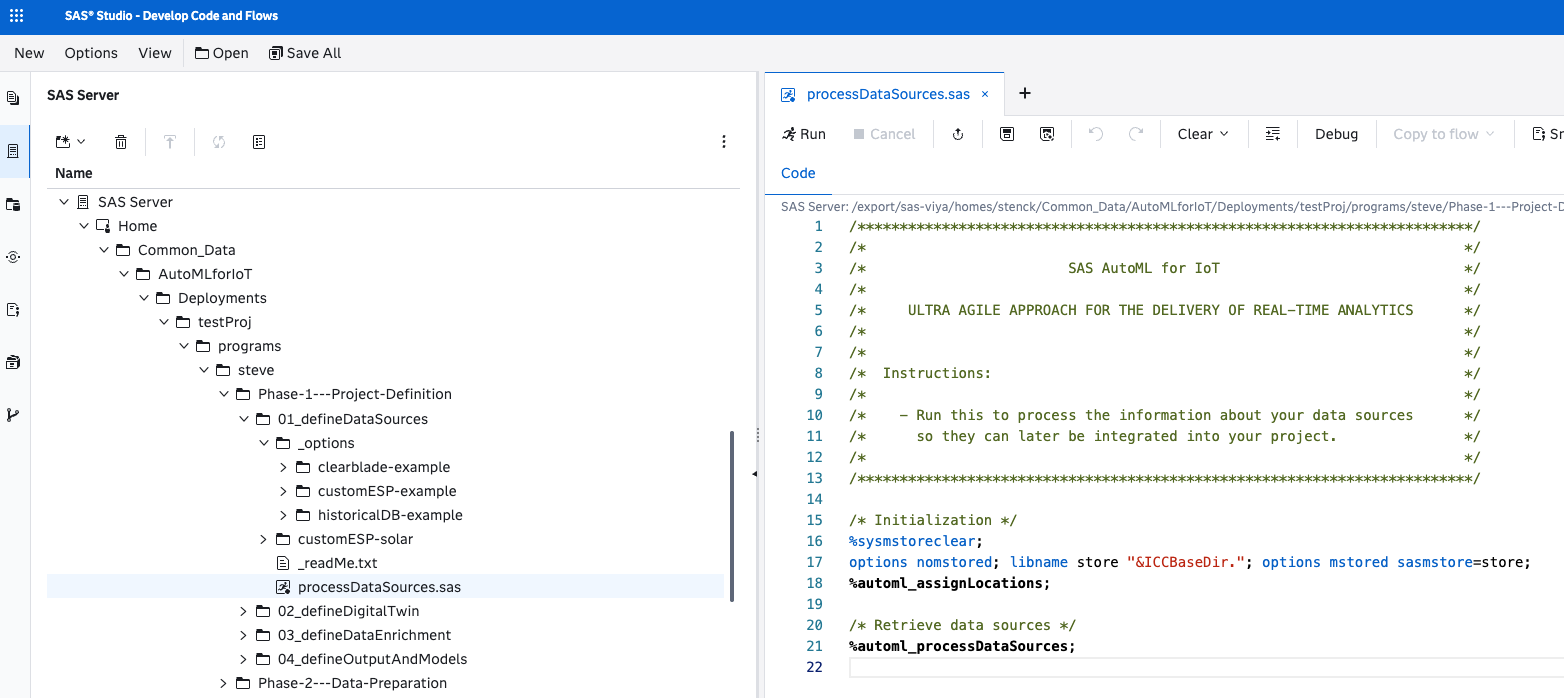 SAS® Studio - Develop Code and Flows
New Options View Open Save All
SAS Server
Name
SAS Server
Home
Common_Data
AutoMLforIoT
Deployments
testProj
programs
steve
Phase-1---Project-Definition
01_defineDataSources
_options
clearblade-example
customESP-example
historicalDB-example
customESP-solar
_readMe.txt
processDataSources.sas
02_defineDigitalTwin
03_defineDataEnrichment
04_defineOutputAndModels
Phase-2---Data-Preparation
processDataSources.sas × +
Run Cancel Clear Debug Copy to flow
Code
SAS Server: /export/sas-viya/homes/stenck/Common_Data/AutoMLforIoT/Deployments/testProj/programs/steve/Phase-1---Project-D
1 /*************************************************************************/
2 /* */
3 /* SAS AutoML for IoT */
4 /* */
5 /* ULTRA AGILE APPROACH FOR THE DELIVERY OF REAL-TIME ANALYTICS */
6 /* */
7 /* */
8 /* Instructions: */
9 /* */
10 /* - Run this to process the information about your data sources */
11 /* so they can later be integrated into your project. */
12 /* */
13 /*************************************************************************/
14
15 /* Initialization */
16 %sysmstoreclear;
17 options nomstored; libname store "&ICCBaseDir."; options mstored sasmstore=store;
18 %automl_assignLocations;
19
20 /* Retrieve data sources */
21 %automl_processDataSources;
22